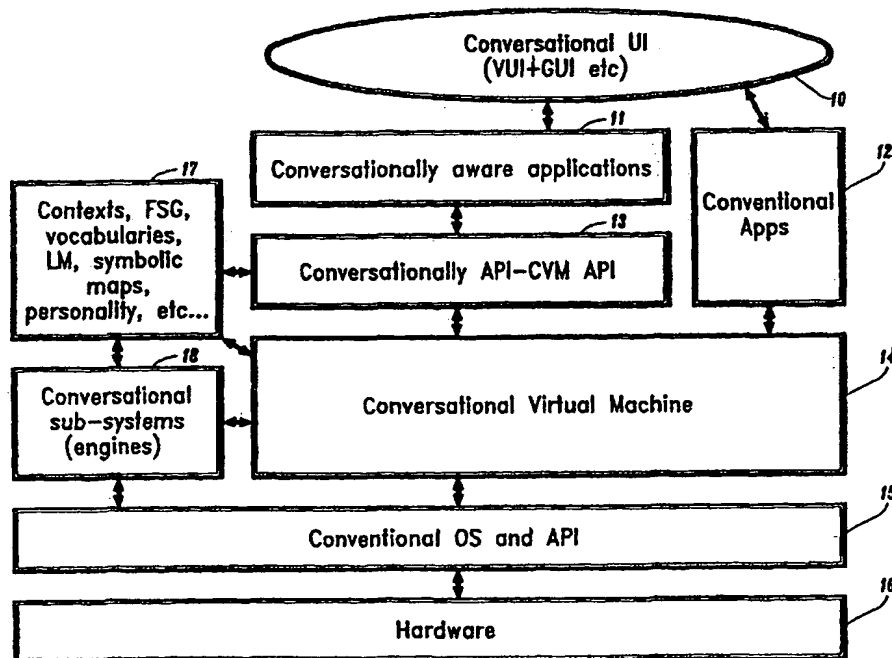 Conversational UI
(VUI+GUI etc)
10
11
Conversationally aware applications
12
Conventional
Apps
17
Contexts, FSG,
vocabularies,
LM, symbolic
maps,
personality, etc...
13
Conversationally API-CVM API
18
Conversational
sub-systems
(engines)
14
Conversational Virtual Machine
15
Conventional OS and API
16
Hardware